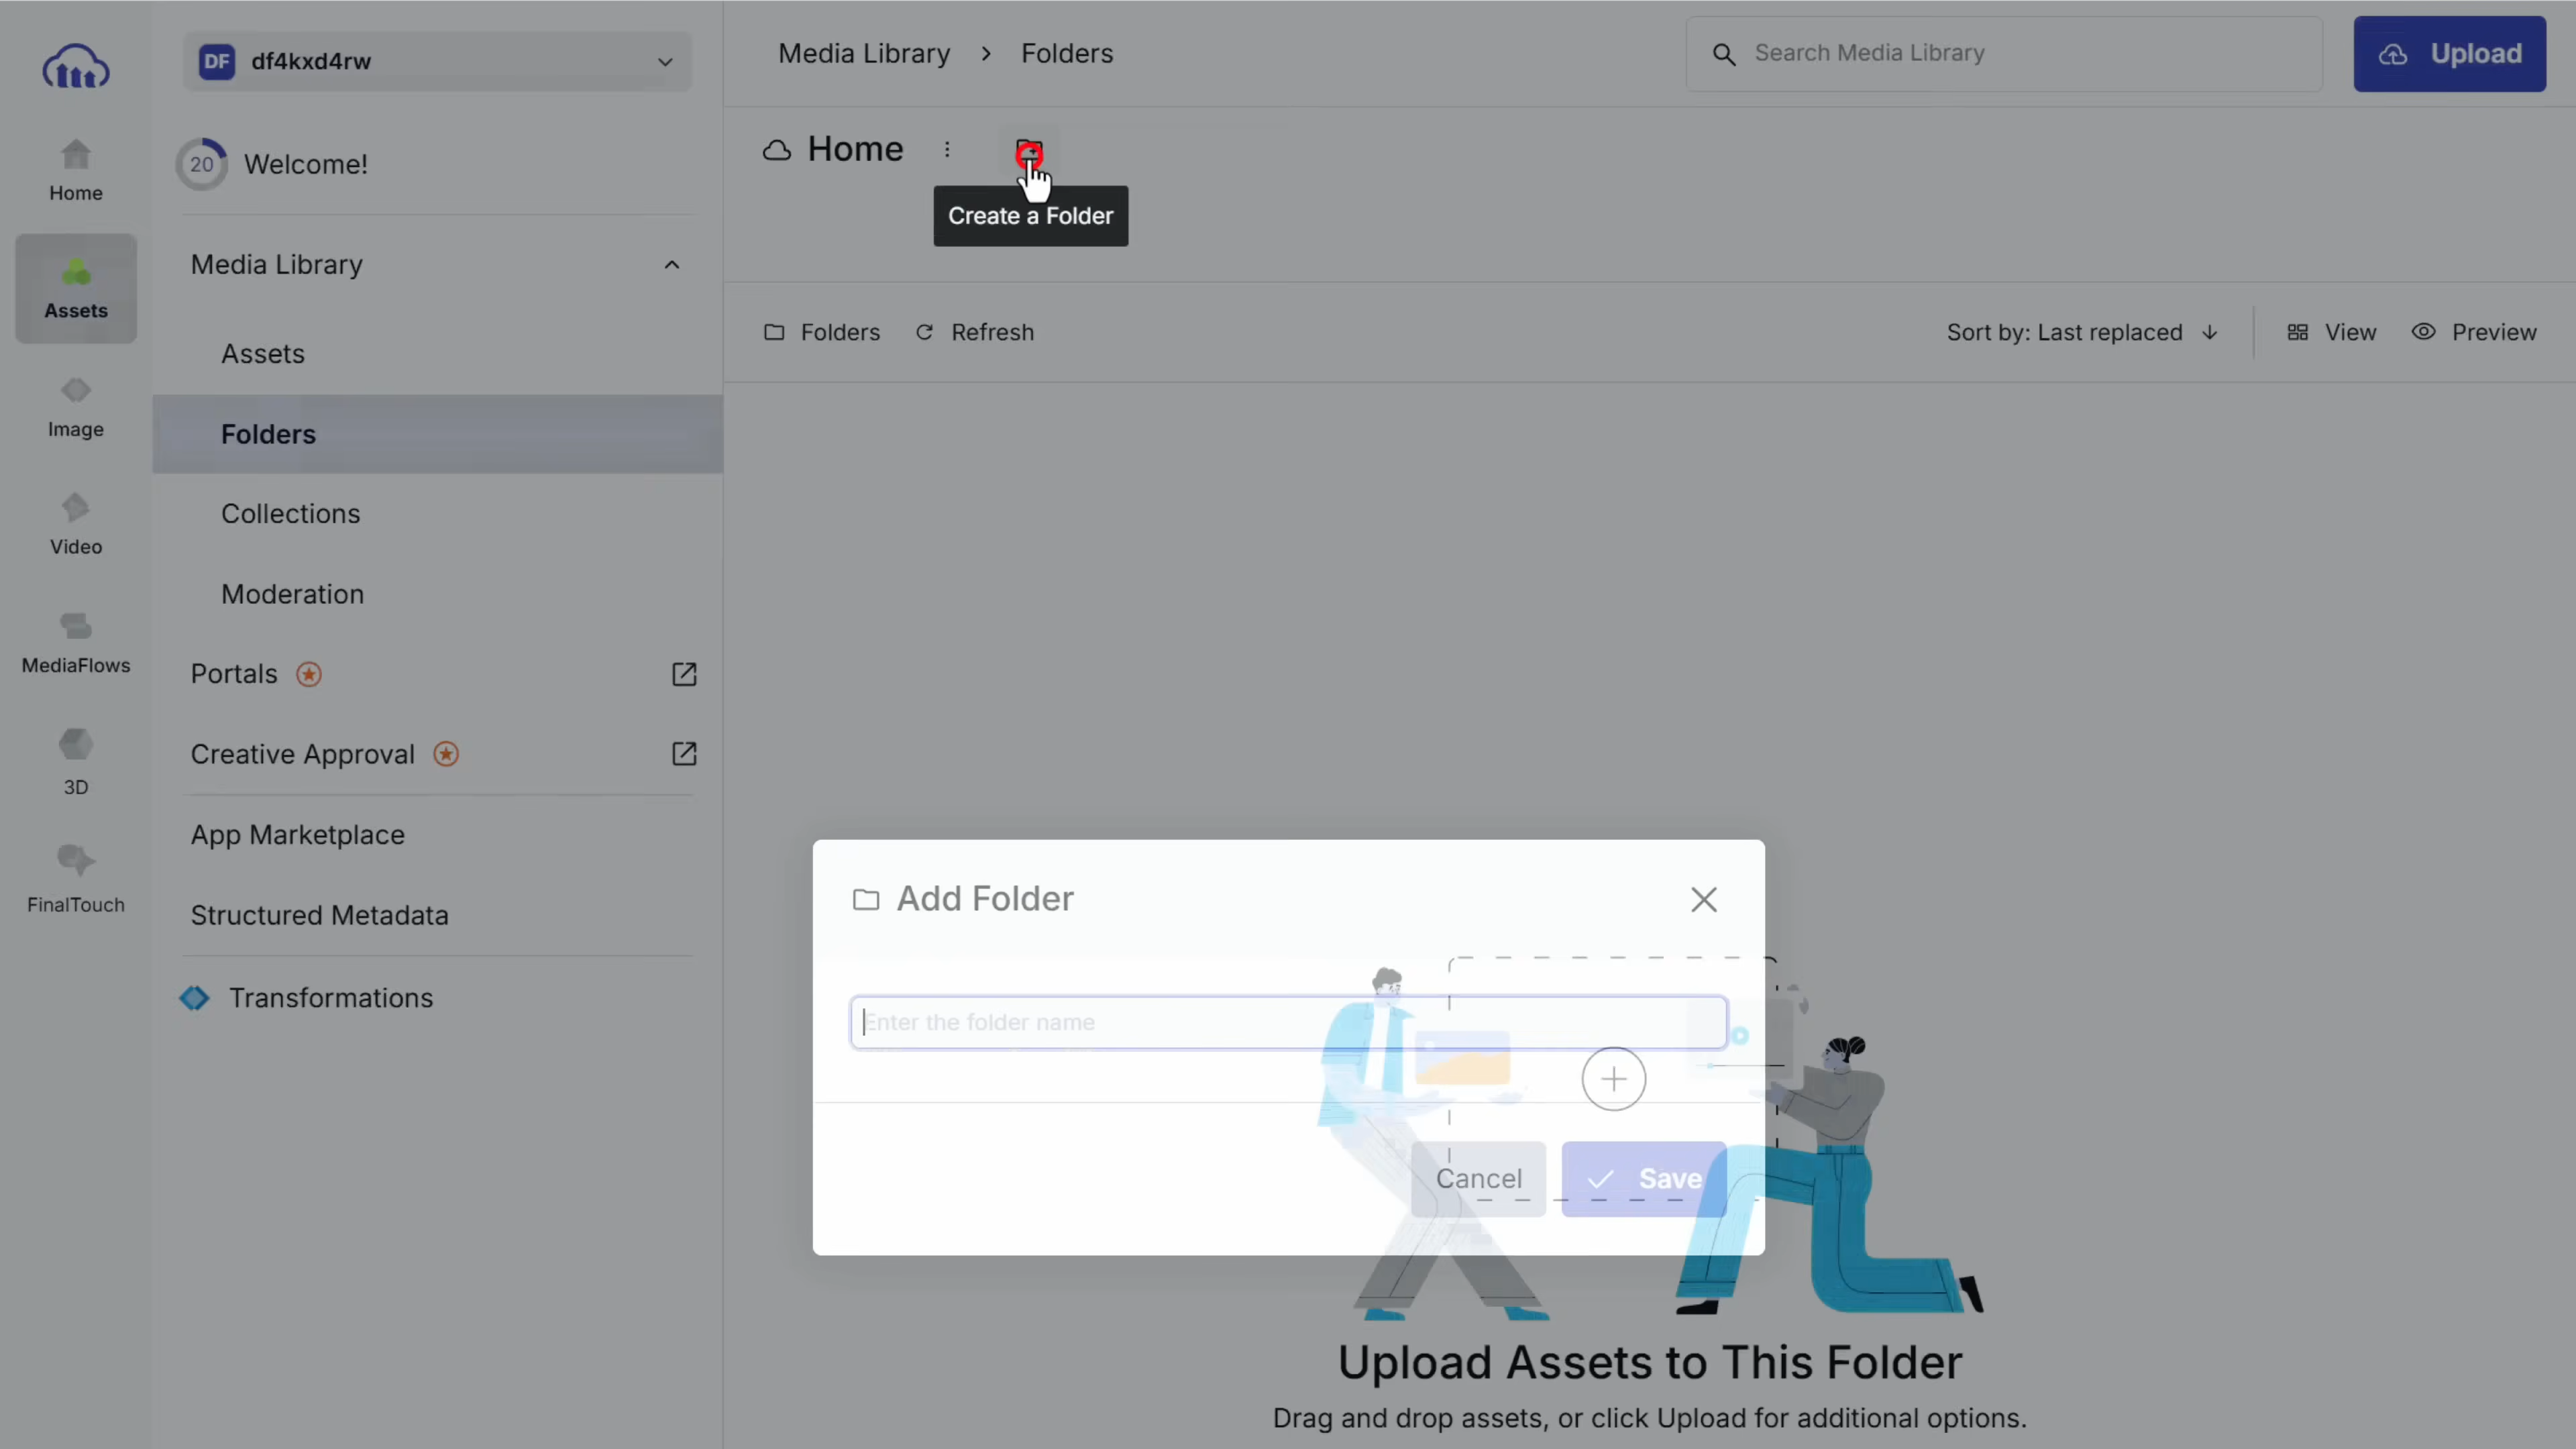 DF df4kxd4rw
20 Welcome!
Home
Assets
Image
Video
MediaFlows
3D
FinalTouch
Media Library
Assets
Folders
Collections
Moderation
Portals
Creative Approval
App Marketplace
Structured Metadata
Transformations
Media Library > Folders
Search Media Library
Upload
Home
Create a Folder
Folders
Refresh
Sort by: Last replaced
View
Preview
Add Folder
Enter the folder name
Cancel
Save
Upload Assets to This Folder
Drag and drop assets, or click Upload for additional options.